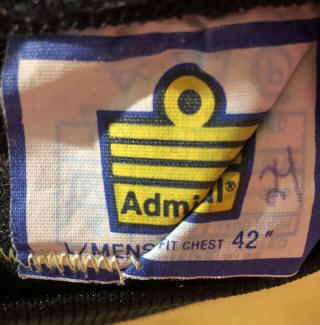 Admiral®
L/MENS FIT CHEST 42"